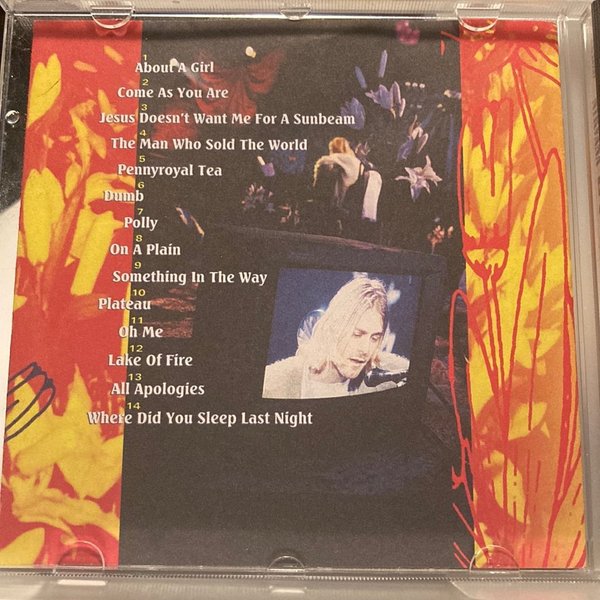 1
About A Girl
2
Come As You Are
3
Jesus Doesn't Want Me For A Sunbeam
4
The Man Who Sold The World
5
Pennyroyal Tea
6
Dumb
7
Polly
8
On A Plain
9
Something In The Way
10
Plateau
11
Oh Me
12
Lake Of Fire
13
All Apologies
14
Where Did You Sleep Last Night